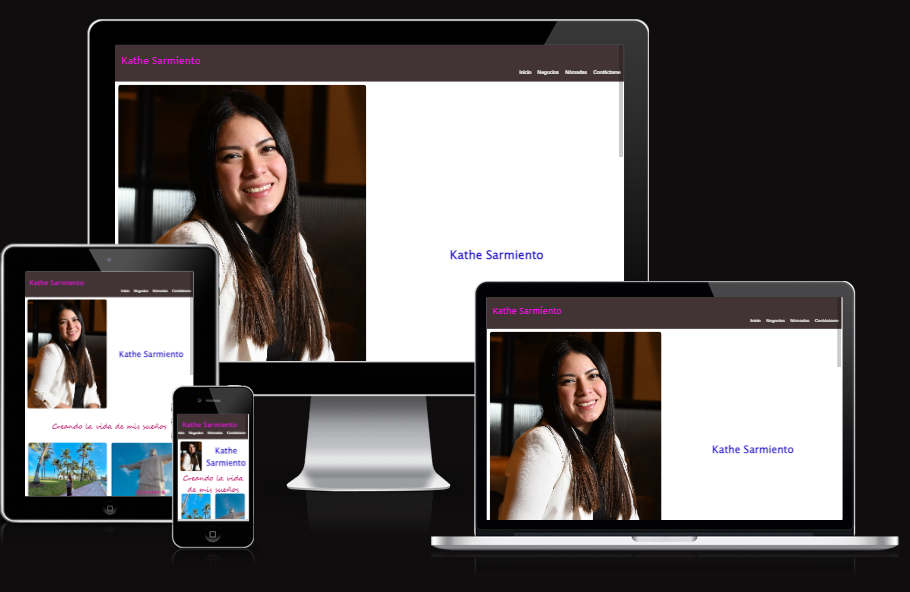 Kathe Sarmiento
Inicio Negocios Nómadas Contáctame
Kathe Sarmiento
Kathe Sarmiento
Inicio Negocios Nómadas Contáctame
Kathe Sarmiento
Creando la vida de mis sueños
Kathe Sarmiento
Negocios Nómadas Contáctame
Kathe
Sarmiento
Creando la vida
de mis sueños
Kathe Sarmiento
Inicio Negocios Nómadas Contáctame
Kathe Sarmiento